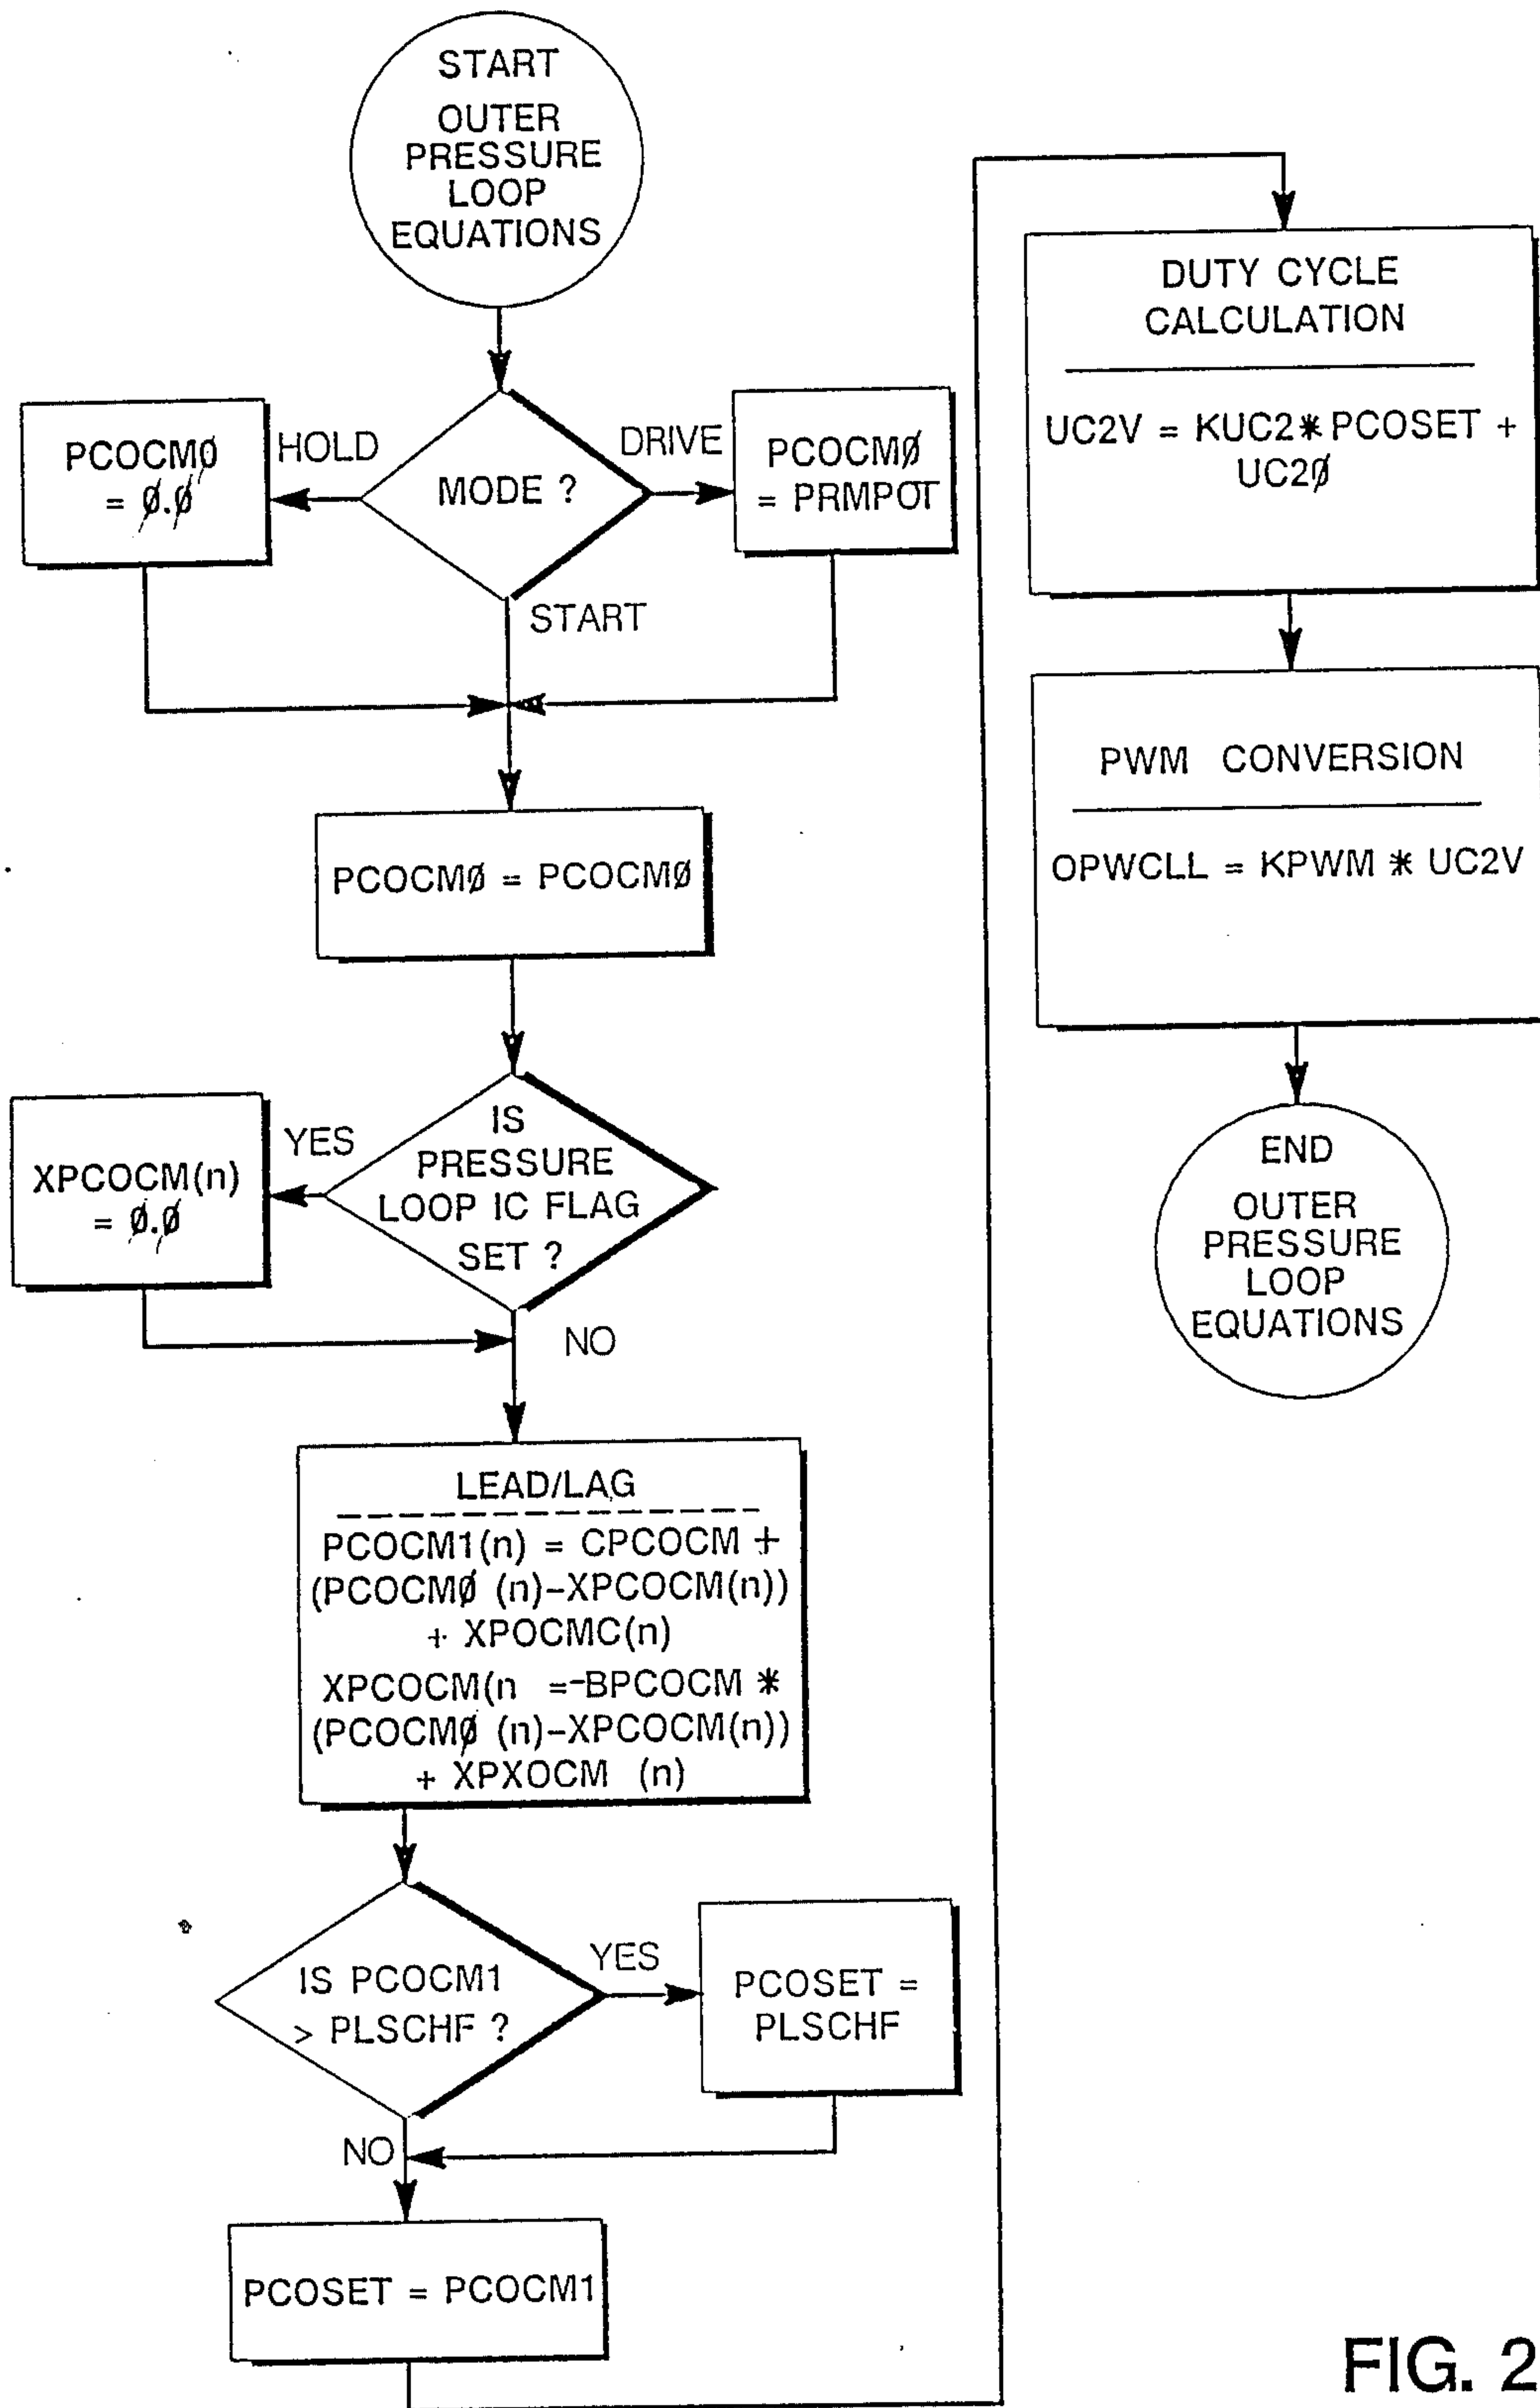 START
OUTER
PRESSURE
LOOP
EQUATIONS
PCOCMØ
= Ø.Ø
HOLD
MODE ?
DRIVE
PCOCMØ
= PRMPOT
START
PCOCMØ = PCOCMØ
XPCOCM(n)
= Ø.Ø
YES
IS
PRESSURE
LOOP IC FLAG
SET ?
NO
LEAD/LAG
PCOCM1(n) = CPCOCM +
(PCOCMØ (n)-XPCOCM(n))
+ XPOCMC(n)
XPCOCM(n =-BPCOCM *
(PCOCMØ (n)-XPCOCM(n))
+ XPXOCM (n)
IS PCOCM1
> PLSCHF ?
YES
PCOSET =
PLSCHF
NO
PCOSET = PCOCM1
DUTY CYCLE
CALCULATION
UC2V = KUC2* PCOSET +
UC2Ø
PWM CONVERSION
OPWCLL = KPWM * UC2V
END
OUTER
PRESSURE
LOOP
EQUATIONS
FIG. 2